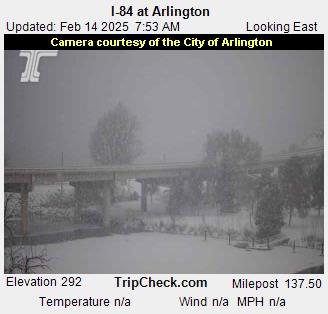 I-84 at Arlington
Updated: Feb 14 2025 7:53 AM Looking East
Camera courtesy of the City of Arlington
Elevation 292 TripCheck.com Milepost 137.50
Temperature n/a Wind n/a MPH n/a